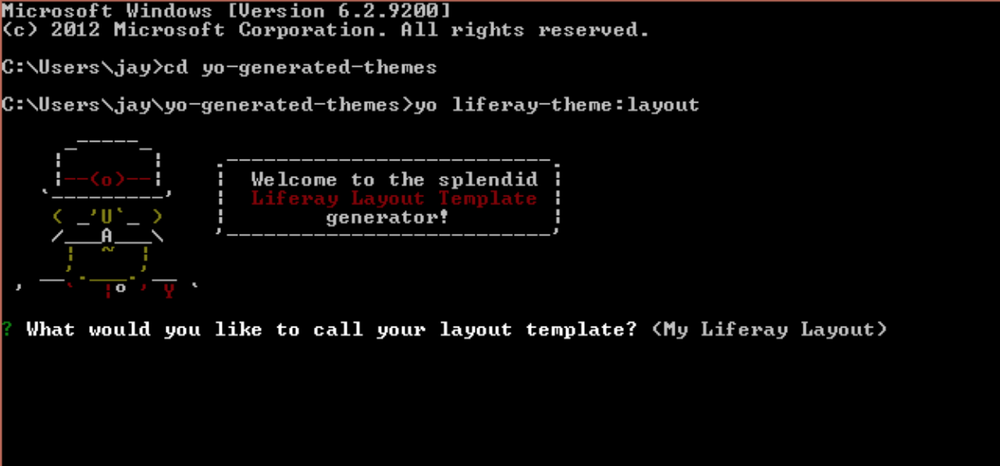 Microsoft Windows [Version 6.2.9200]
(c) 2012 Microsoft Corporation. All rights reserved.
C:\Users\jay>cd yo-generated-themes
C:\Users\jay\yo-generated-themes>yo liferay-theme:layout
Welcome to the splendid
Liferay Layout Template
generator!
? What would you like to call your layout template? (My Liferay Layout)